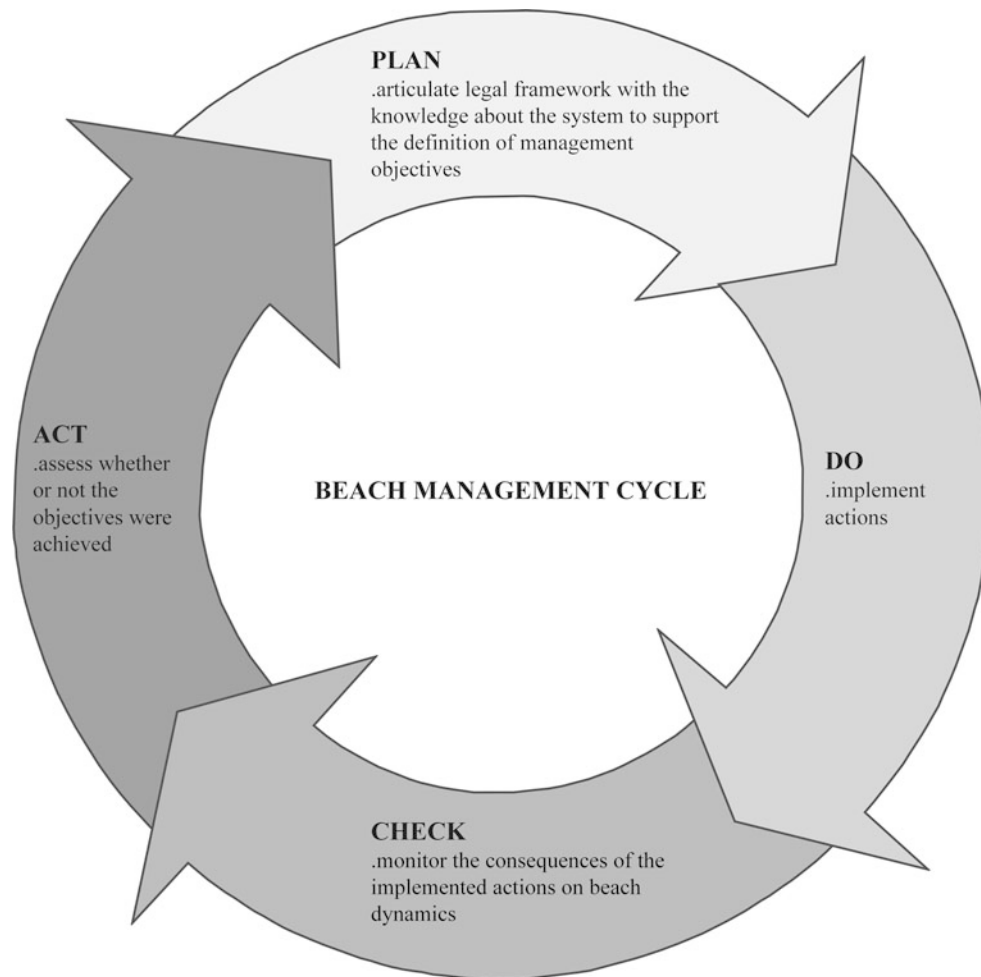 PLAN
.articulate legal framework with the
knowledge about the system to support
the definition of management
objectives
ACT
.assess whether
or not the
objectives were
achieved
BEACH MANAGEMENT CYCLE
DO
.implement
actions
CHECK
.monitor the consequences of the
implemented actions on beach
dynamics